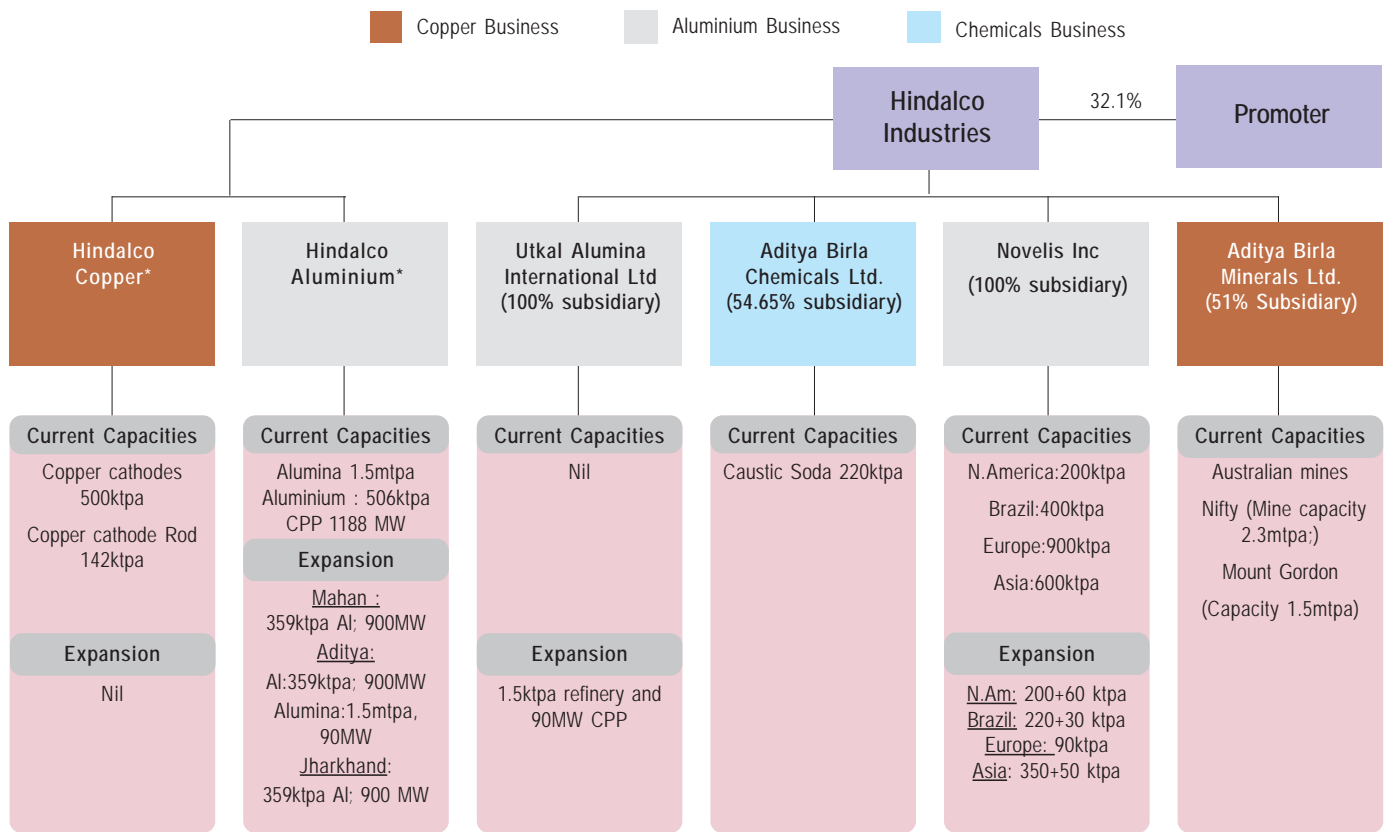 Copper Business
Aluminium Business
Chemicals Business
Hindalco
Industries
32.1%
Promoter
Hindalco
Copper*
Hindalco
Aluminium*
Utkal Alumina
International Ltd
(100% subsidiary)
Aditya Birla
Chemicals Ltd.
(54.65% subsidiary)
Novelis Inc
(100% subsidiary)
Aditya Birla
Minerals Ltd.
(51% Subsidiary)
Current Capacities
Copper cathodes
500ktpa
Copper cathode Rod
142ktpa
Expansion
Nil
Current Capacities
Alumina 1.5mtpa
Aluminium : 506ktpa
CPP 1188 MW
Expansion
Mahan :
359ktpa Al; 900MW
Aditya:
Al:359ktpa; 900MW
Alumina:1.5mtpa,
90MW
Jharkhand:
359ktpa Al; 900 MW
Current Capacities
Nil
Expansion
1.5ktpa refinery and
90MW CPP
Current Capacities
Caustic Soda 220ktpa
Current Capacities
N.America:200ktpa
Brazil:400ktpa
Europe:900ktpa
Asia:600ktpa
Expansion
N.Am: 200+60 ktpa
Brazil: 220+30 ktpa
Europe: 90ktpa
Asia: 350+50 ktpa
Current Capacities
Australian mines
Nifty (Mine capacity
2.3mtpa;)
Mount Gordon
(Capacity 1.5mtpa)